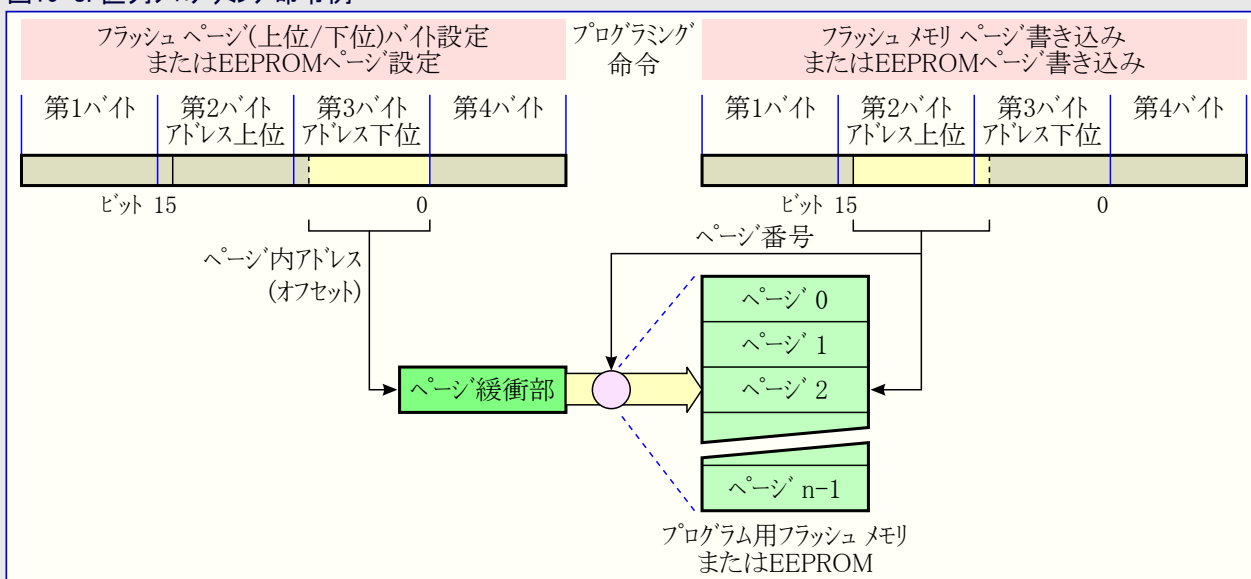 フラッシュ ページ(上位/下位)バイト設定
またはEEPROMページ設定
プログラミング
命令
フラッシュ メモリ ページ書き込み
またはEEPROMページ書き込み
第1バイト
第2バイト
アドレス上位
第3バイト
アドレス下位
第4バイト
第1バイト
第2バイト
アドレス上位
第3バイト
アドレス下位
第4バイト
ビット 15
0
ビット 15
0
ページ内アドレス
(オフセット)
ページ番号
ページ 0
ページ 1
ページ緩衝部
ページ 2
ページ n-1
プログラム用フラッシュ メモリ
またはEEPROM